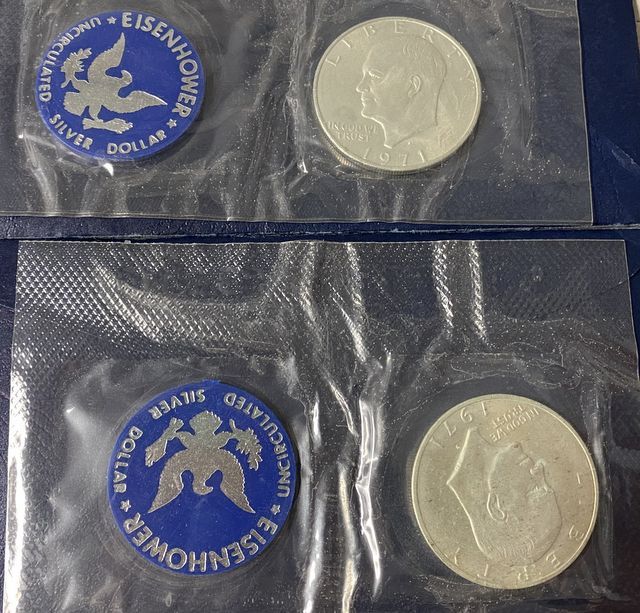 ★ EISENHOWER ★
UNCIRCULATED SILVER DOLLAR
LIBERTY
IN GOD WE
TRUST
1971
★ EISENHOWER ★
UNCIRCULATED SILVER DOLLAR
LIBERTY
IN GOD WE
TRUST
1971